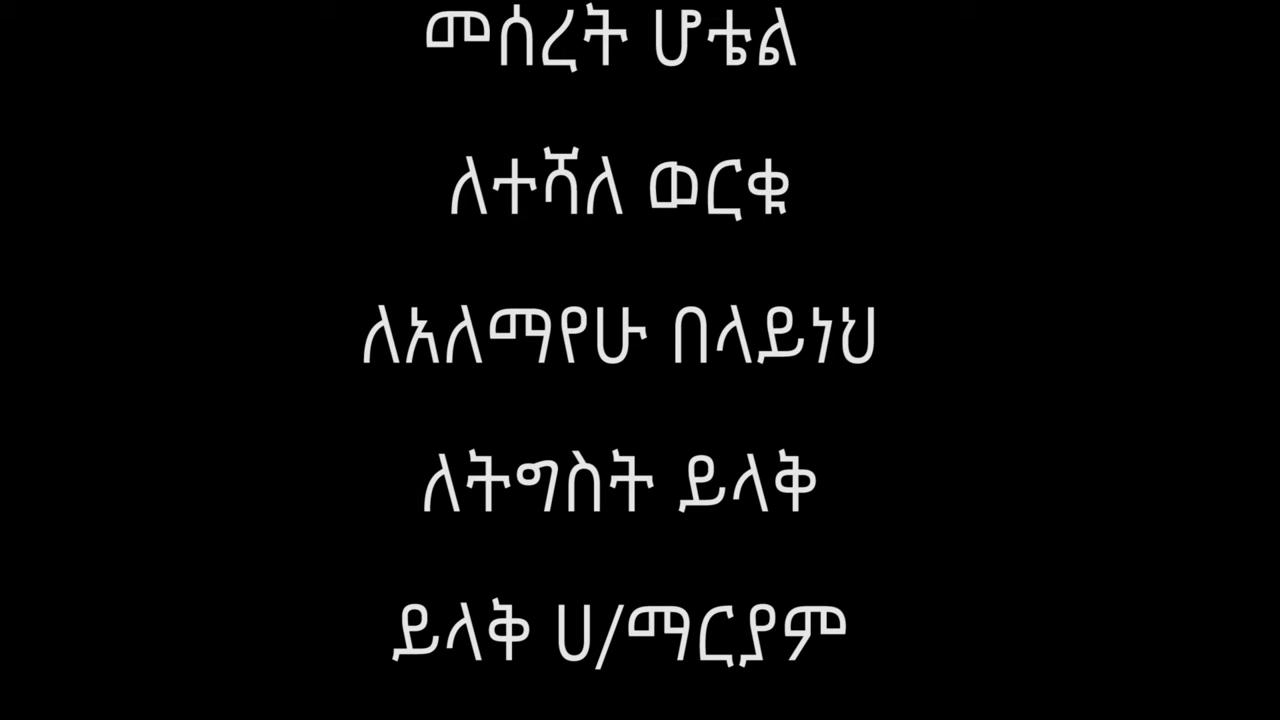 መሰረት ሆቴል
ለተሻለ ወርቁ
ለአለማየሁ በላይነህ
ለትግስት ይላቅ
ይላቅ ሀ/ማርያም